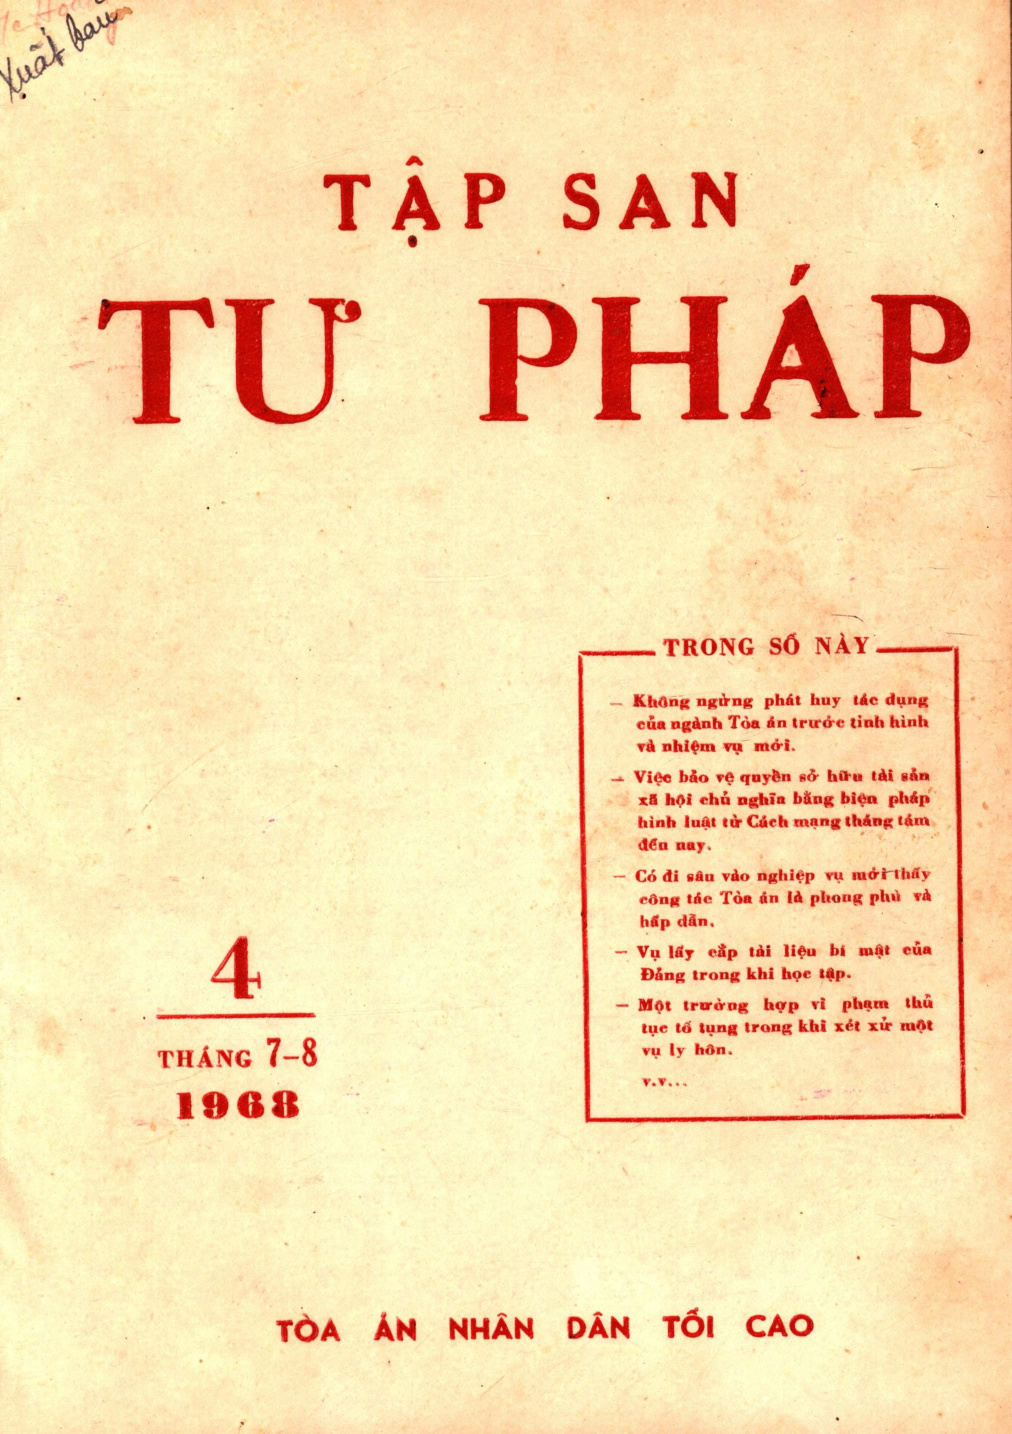 Xuất bản
TẬP SAN
TƯ PHÁP
TRONG SỐ NÀY
— Không ngừng phát huy tác dụng
của ngành Tòa án trước tình hình
và nhiệm vụ mới.
— Việc bảo vệ quyền sở hữu tài sản
xã hội chủ nghĩa bằng biện pháp
hình luật từ Cách mạng tháng tám
đến nay.
— Có đi sâu vào nghiệp vụ mới thấy
công tác Tòa án là phong phú và
hấp dẫn.
— Vụ lấy cắp tài liệu bí mật của
Đảng trong khi học tập.
— Một trường hợp vi phạm thủ
tục tố tụng trong khi xét xử một
vụ ly hôn.
v.v...
4
THÁNG 7-8
1968
TÒA ÁN NHÂN DÂN TỐI CAO